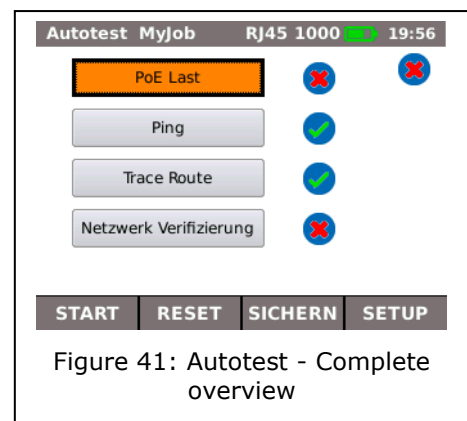 Autotest MyJob RJ45 1000 19:56
PoE Last
Ping
Trace Route
Netzwerk Verifizierung
START RESET SICHERN SETUP
Figure 41: Autotest - Complete
overview